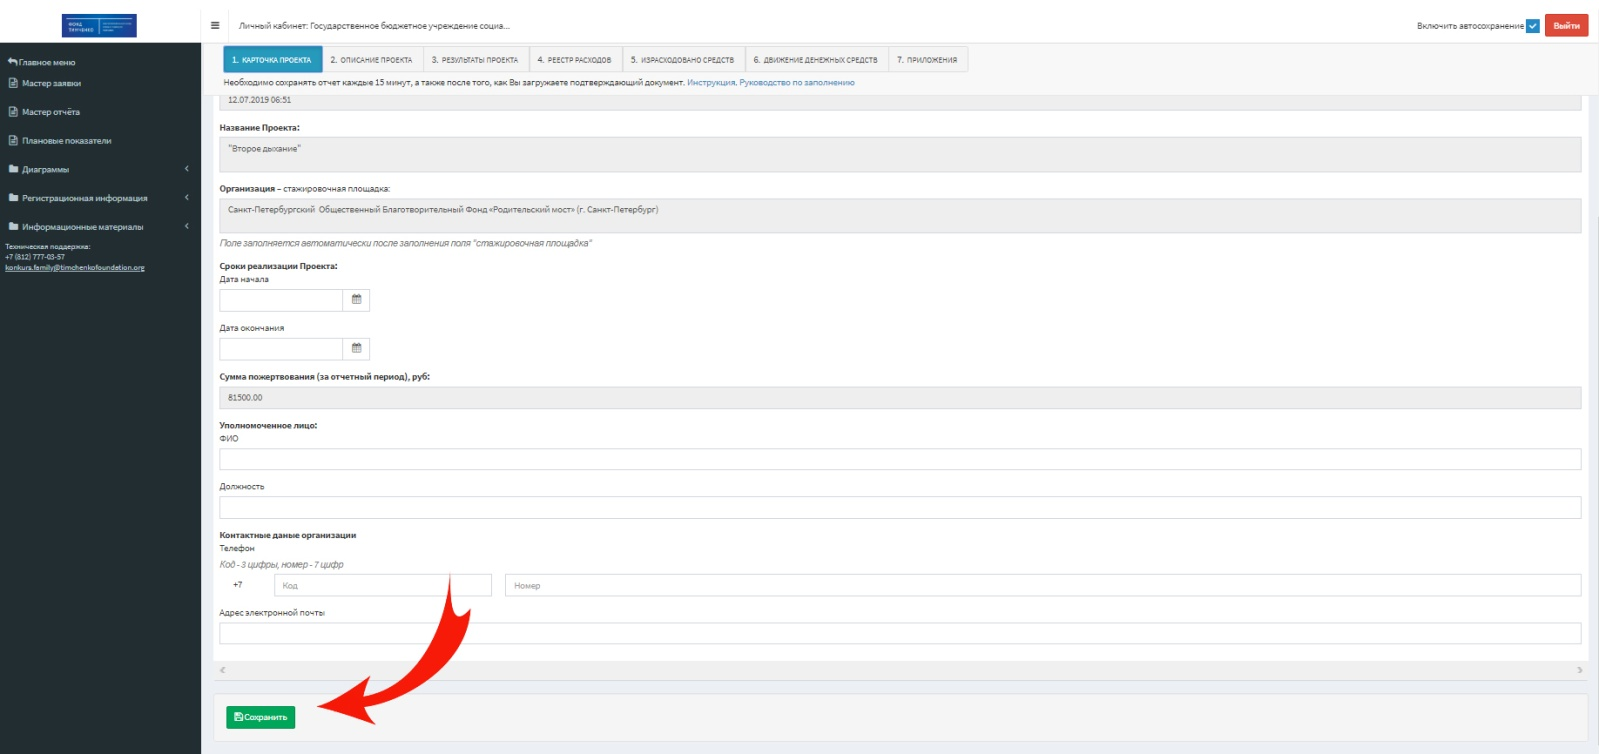 ФОНД
ТИМЧЕНКО
Личный кабинет: Государственное бюджетное учреждение социа...
Включить автосохранение
Выйти
Главное меню
Мастер заявки
Мастер отчёта
Плановые показатели
Диаграммы
Регистрационная информация
Информационные материалы
Техническая поддержка:
+7 (812) 777-03-57
konkurs.family@timchenkofoundation.org
1. КАРТОЧКА ПРОЕКТА
2. ОПИСАНИЕ ПРОЕКТА
3. РЕЗУЛЬТАТЫ ПРОЕКТА
4. РЕЕСТР РАСХОДОВ
5. ИЗРАСХОДОВАНО СРЕДСТВ
6. ДВИЖЕНИЕ ДЕНЕЖНЫХ СРЕДСТВ
7. ПРИЛОЖЕНИЯ
Необходимо сохранять отчет каждые 15 минут, а также после того, как Вы загружаете подтверждающий документ. Инструкция. Руководство по заполнению
12.07.2019 06:51
Название Проекта:
"Второе дыхание"
Организация – стажировочная площадка:
Санкт-Петербургский Общественный Благотворительный Фонд «Родительский мост» (г. Санкт-Петербург)
Поле заполняется автоматически после заполнения поля "стажировочная площадка"
Сроки реализации Проекта:
Дата начала
Дата окончания
Сумма пожертвования (за отчетный период), руб:
81500.00
Уполномоченное лицо:
ФИО
Должность
Контактные даные организации
Телефон
Код - 3 цифры, номер - 7 цифр
+7 Код Номер
Адрес электронной почты
Сохранить